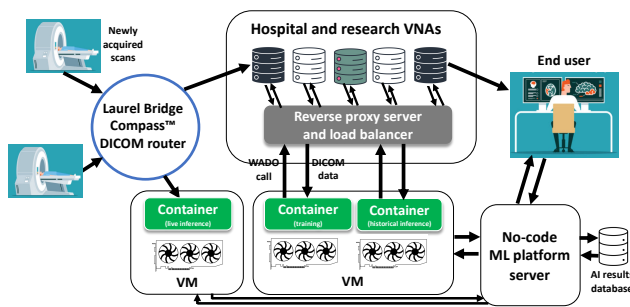 Newly
acquired
scans
Hospital and research VNAs
End user
Laurel Bridge
Compass™
DICOM router
Reverse proxy server
and load balancer
WADO
call
DICOM
data
Container
(live inference)
VM
Container
(training)
Container
(historical inference)
VM
No-code
ML platform
server
AI result
database